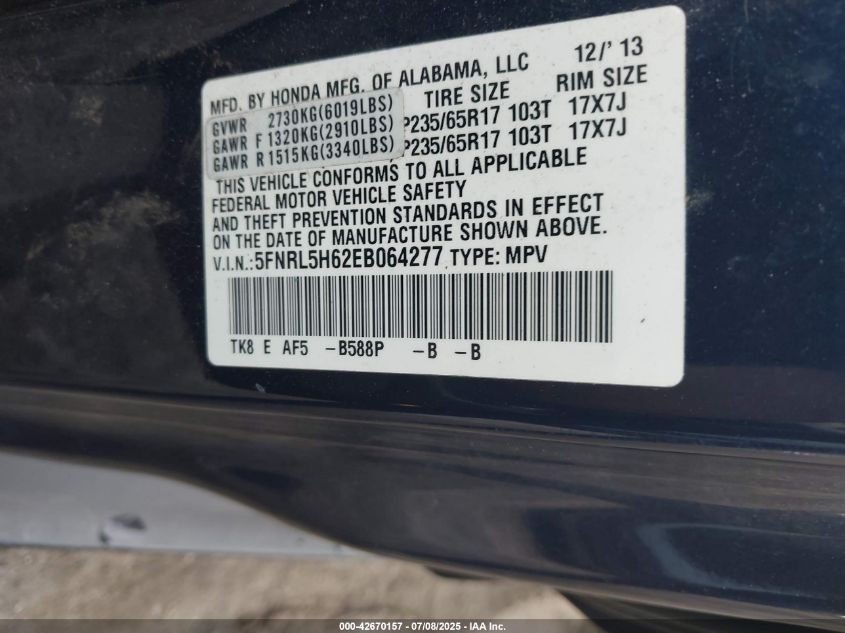 MFD. BY HONDA MFG. OF ALABAMA, LLC 12/' 13
GVWR 2730KG(6019LBS) TIRE SIZE RIM SIZE
GAWR F 1320KG(2910LBS) P235/65R17 103T 17X7J
GAWR R 1515KG(3340LBS) P235/65R17 103T 17X7J
THIS VEHICLE CONFORMS TO ALL APPLICABLE
FEDERAL MOTOR VEHICLE SAFETY
AND THEFT PREVENTION STANDARDS IN EFFECT
ON THE DATE OF MANUFACTURE SHOWN ABOVE.
V.I.N.:5FNRL5H62EB064277 TYPE: MPV
TK8 E AF5 -B588P -B -B
000-42670157 - 07/08/2025 - IAA Inc.